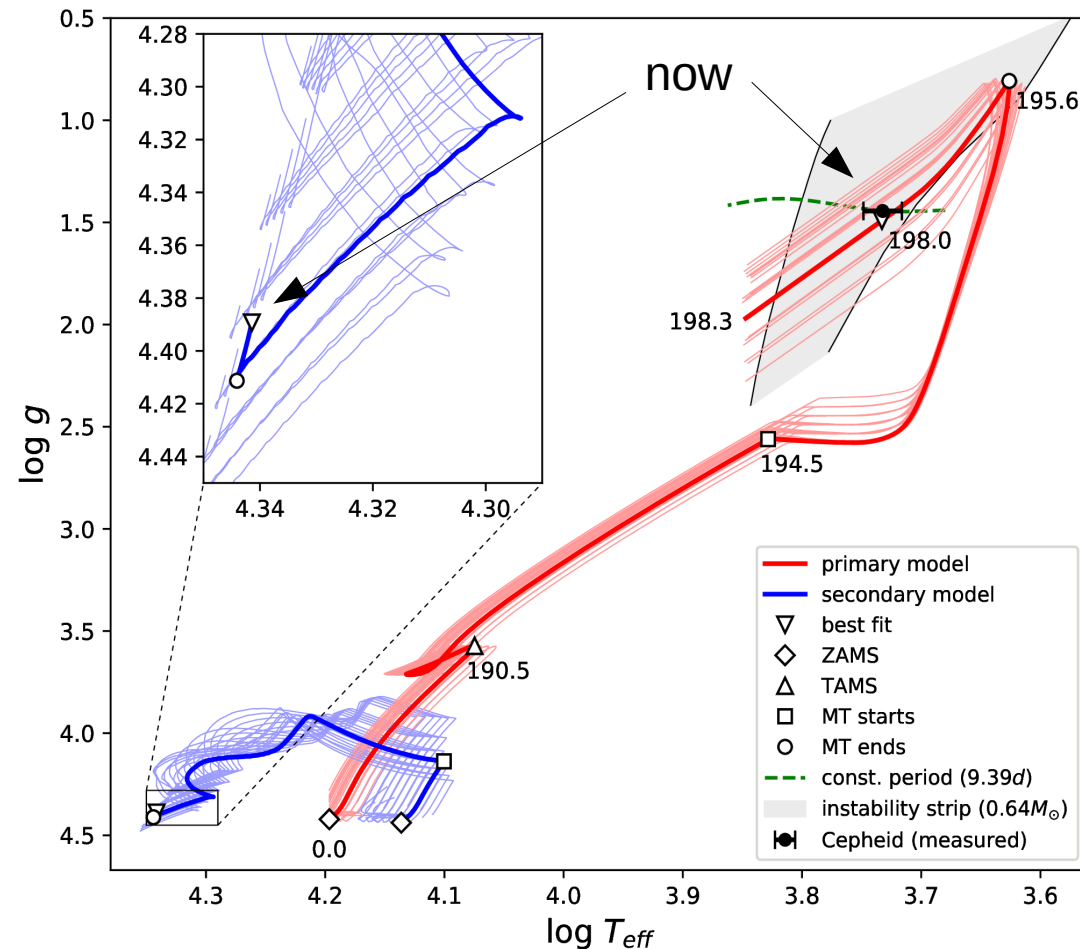 0.5
1.0
1.5
2.0
2.5
3.0
3.5
4.0
4.5
log g
4.28
4.30
4.32
4.34
4.36
4.38
4.40
4.42
4.44
4.34 4.32 4.30
now
195.6
198.0
198.3
194.5
190.5
0.0
primary model
secondary model
best fit
ZAMS
TAMS
MT starts
MT ends
const. period (9.39d)
instability strip (0.64M⊙)
Cepheid (measured)
4.3 4.2 4.1 4.0 3.9 3.8 3.7 3.6
log Teff